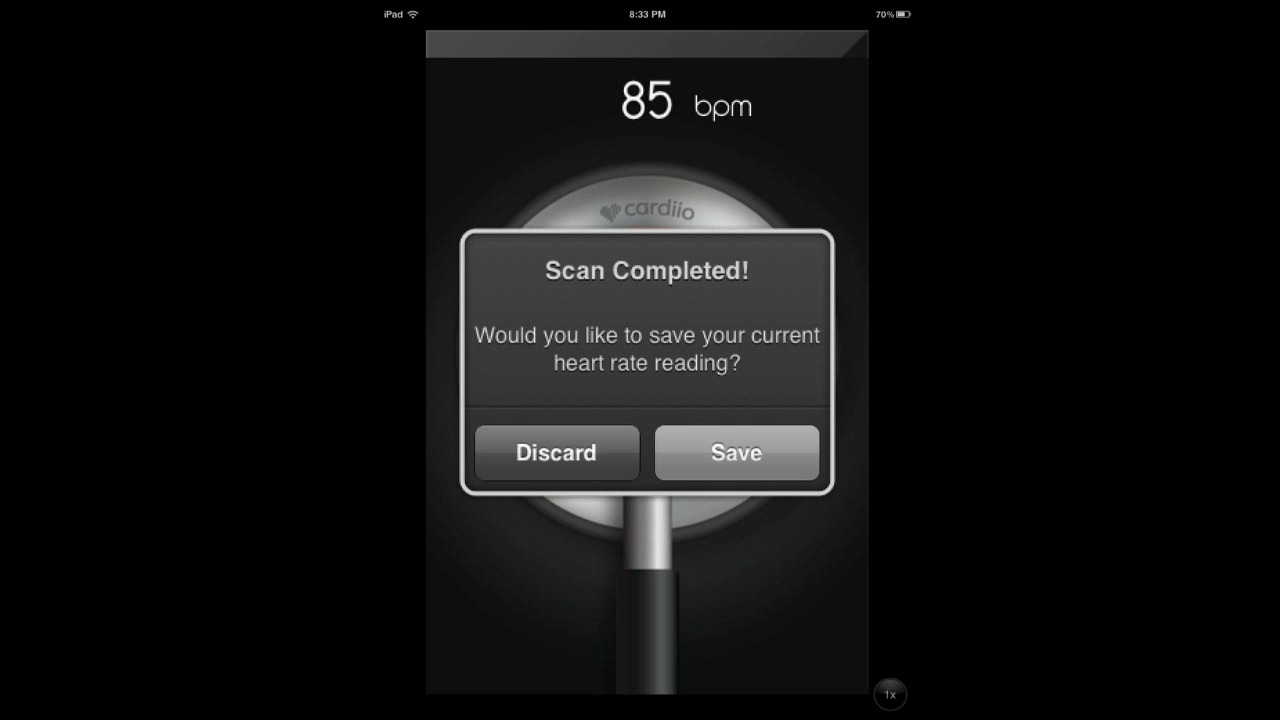 iPad 8:33 PM 70%
85 bpm
cardiio
Scan Completed!
Would you like to save your current
heart rate reading?
Discard Save
1x